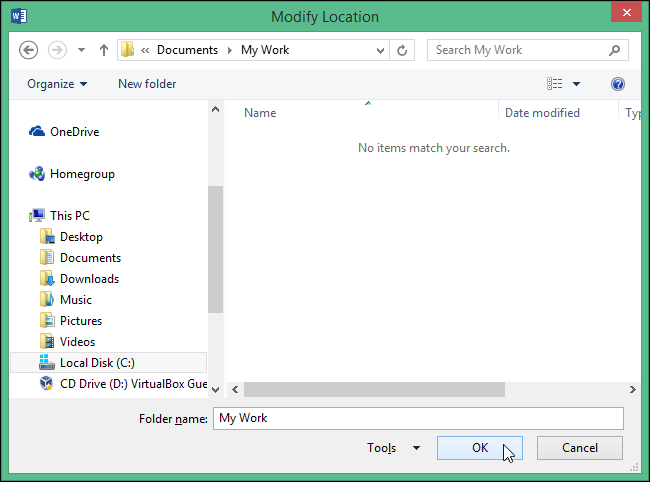 Modify Location
« Documents My Work
Search My Work
Organize
New folder
Name
Date modified
Typ
No items match your search.
OneDrive
Homegroup
This PC
Desktop
Documents
Downloads
Music
Pictures
Videos
Local Disk (C:)
CD Drive (D:) VirtualBox Gue
Folder name: My Work
Tools
OK
Cancel